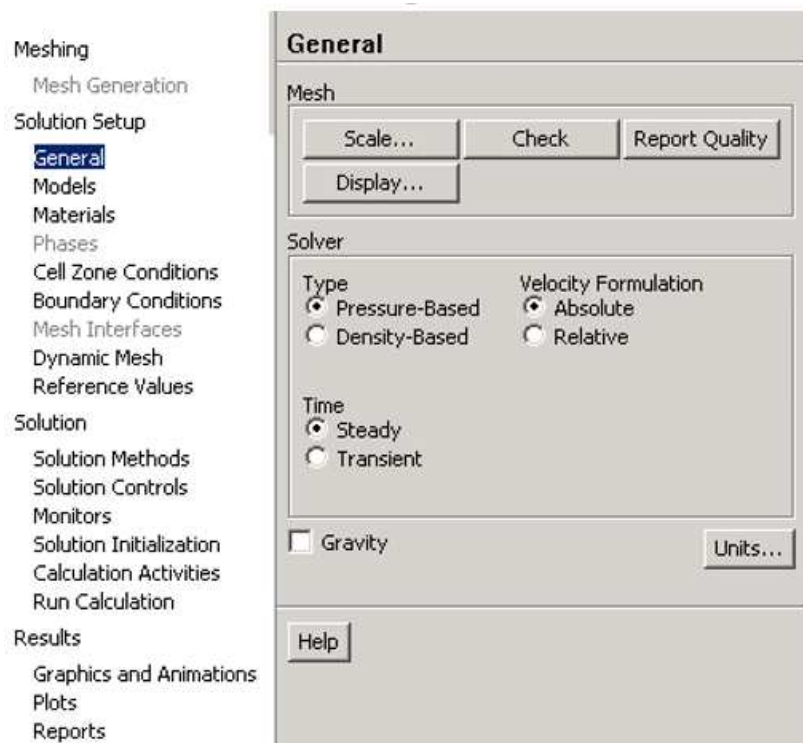 Meshing
Mesh Generation
Solution Setup
General
Models
Materials
Phases
Cell Zone Conditions
Boundary Conditions
Mesh Interfaces
Dynamic Mesh
Reference Values
Solution
Solution Methods
Solution Controls
Monitors
Solution Initialization
Calculation Activities
Run Calculation
Results
Graphics and Animations
Plots
Reports
General
Mesh
Scale... Check Report Quality
Display...
Solver
Type Velocity Formulation
Pressure-Based Absolute
Density-Based Relative
Time
Steady
Transient
Gravity Units...
Help